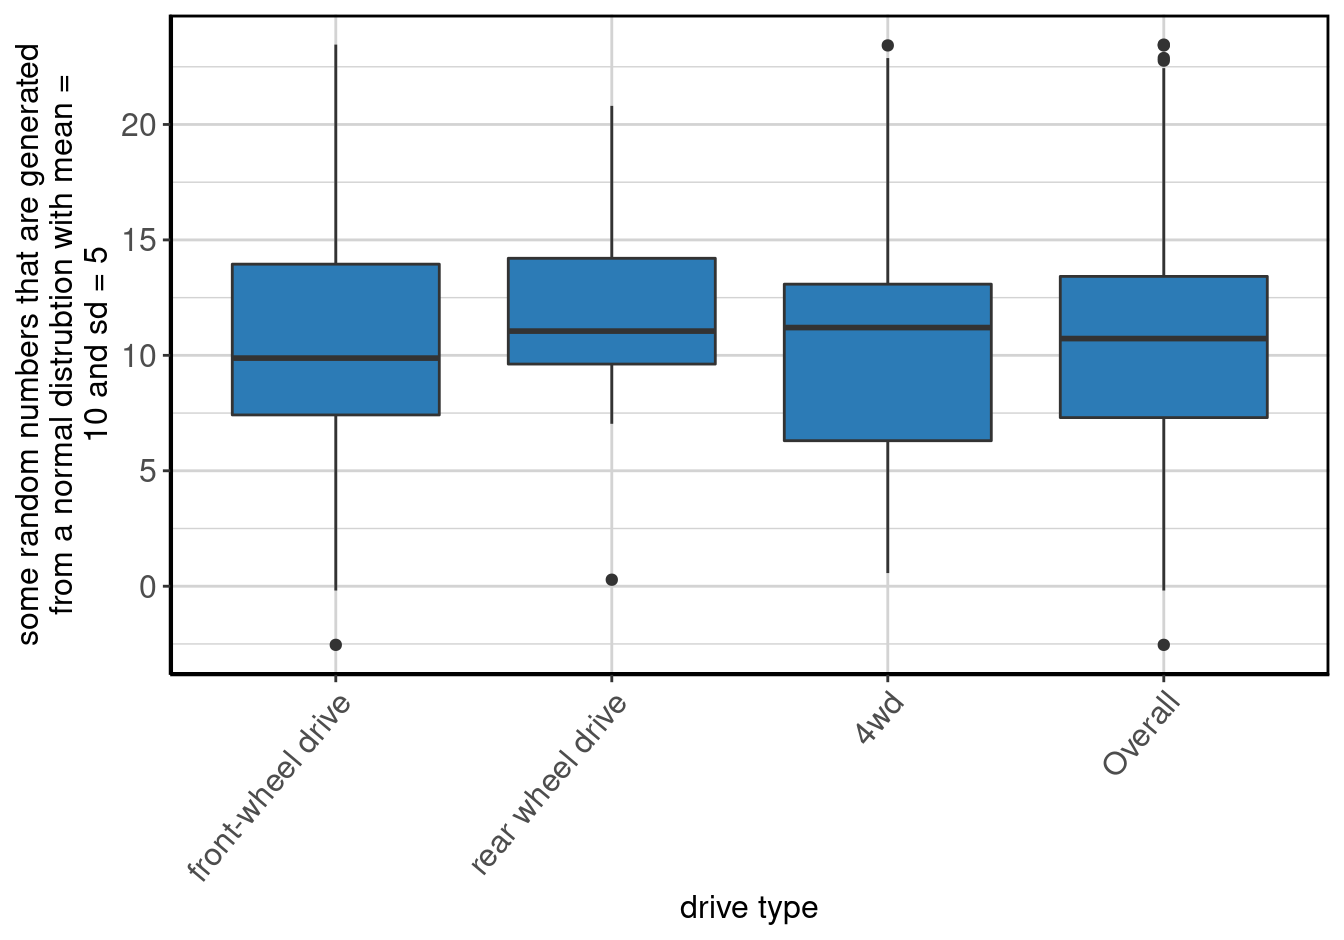 some random numbers that are generated
from a normal distrubtion with mean =
10 and sd = 5
20
15
10
5
0
front-wheel drive
rear wheel drive
4wd
Overall
drive type